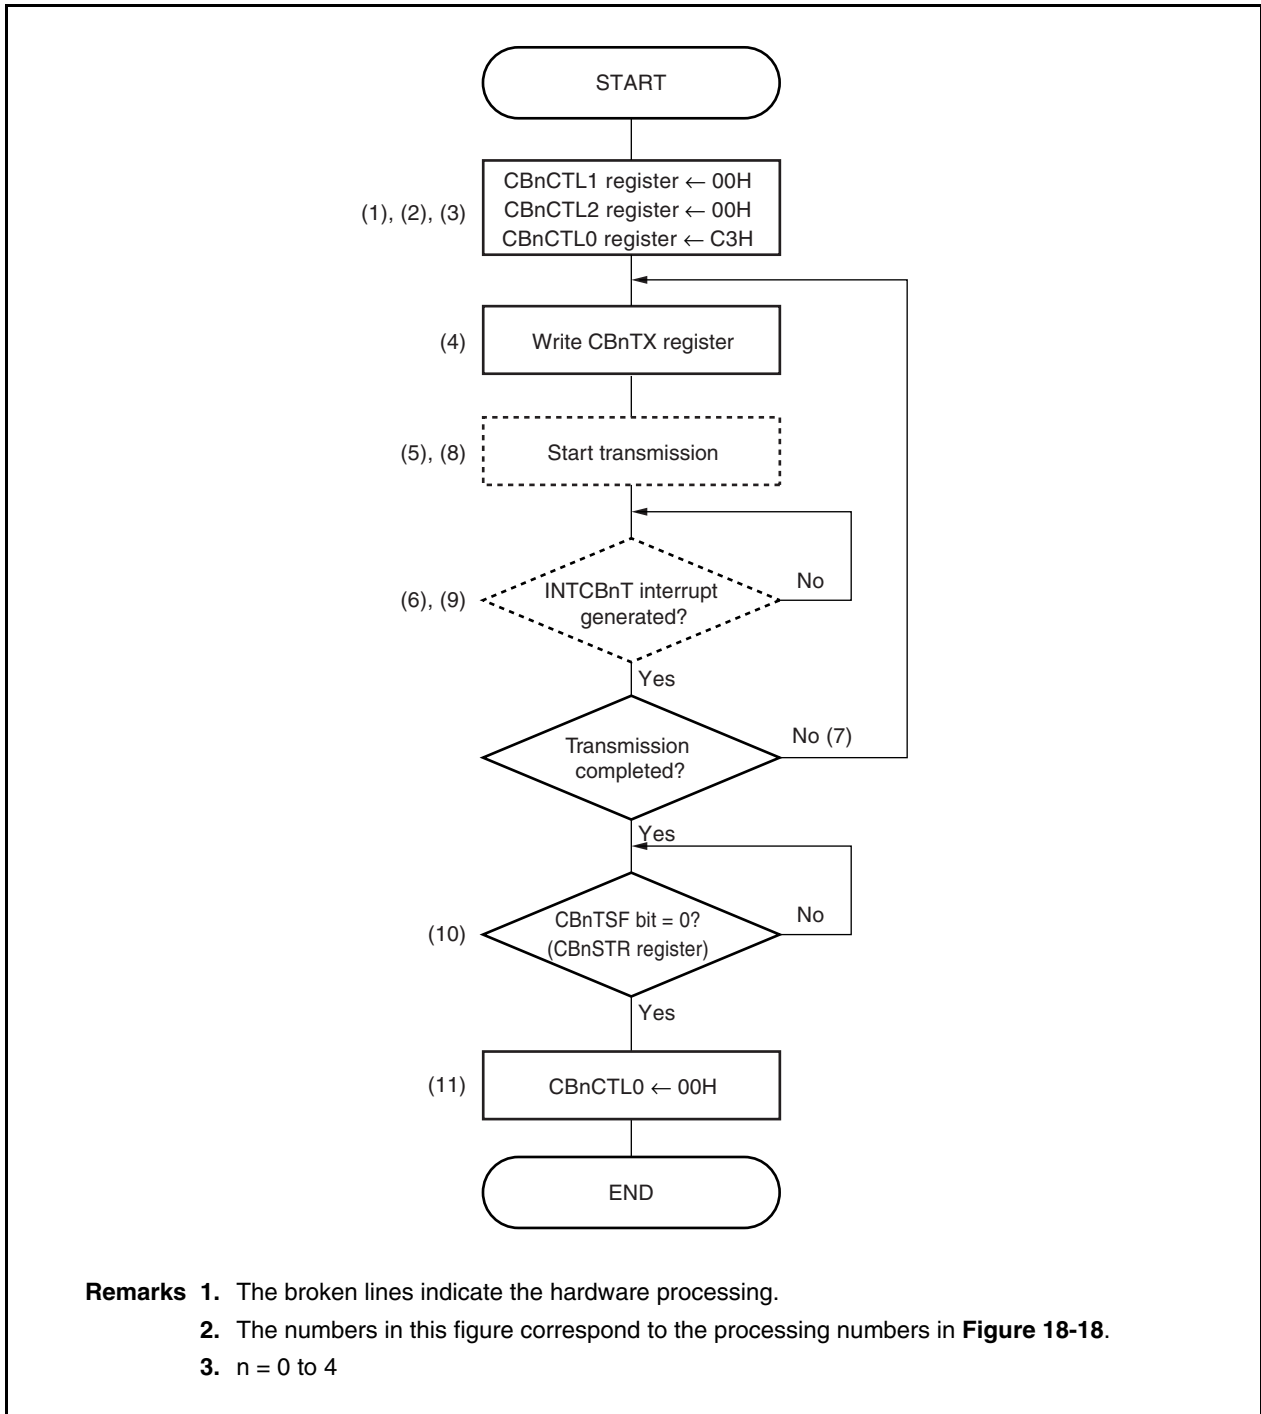 START
CBnCTL1 register ← 00H
CBnCTL2 register ← 00H
(1), (2), (3)
CBnCTL0 register ← C3H
(4)
Write CBnTX register
(5), (8)
Start transmission
No
INTCBnT interrupt
(6), (9)
generated?
Yes
No (7)
Transmission
completed?
Yes
CBnTSF bit = 0?
No
(10)
(CBnSTR register)
Yes
(11)
CBnCTL0 ← 00H
END
Remarks 1. The broken lines indicate the hardware processing.
2. The numbers in this figure correspond to the processing numbers in Figure 18-18.
3. n = 0 to 4